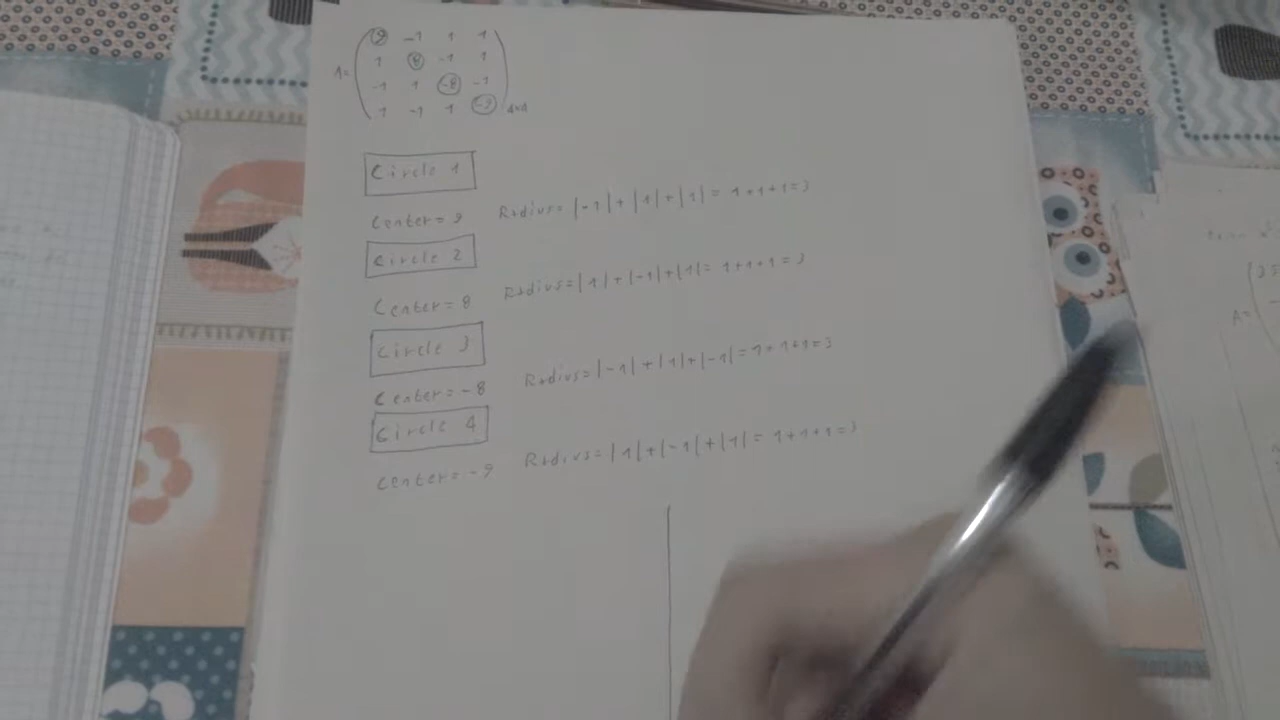 9 -1 1 1
1 8 -1 1
A= -1 1 -8 -1
1 -1 1 -9 4x4
Circle 1
Center = 9 Radius = |-1| + |1| + |1| = 1+1+1 = 3
Circle 2
Center = 8 Radius = |1| + |-1| + |1| = 1+1+1 = 3
Circle 3
Center = -8 Radius = |-1| + |1| + |-1| = 1+1+1 = 3
Circle 4
Center = -9 Radius = |1| + |-1| + |1| = 1+1+1 = 3
A=